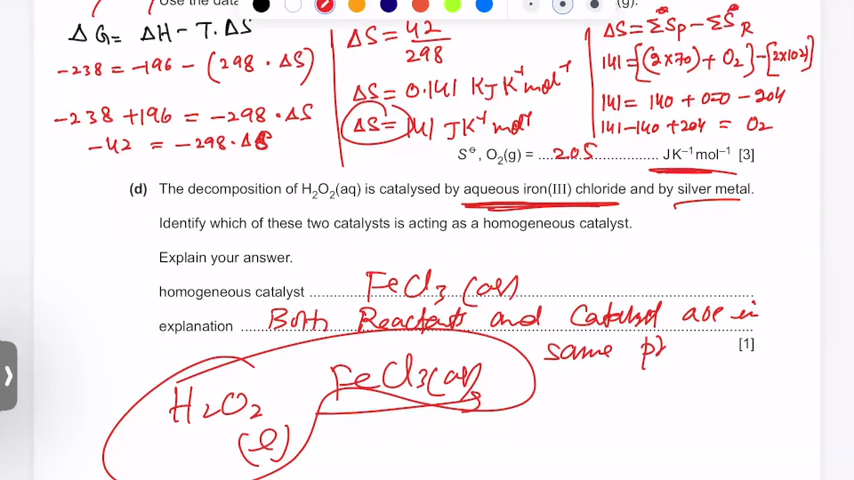 Use the data
(g).
ΔG = ΔH - T.ΔS
-238 = -196 - (298 . ΔS)
-238 + 196 = -298 . ΔS
-42 = -298 . ΔS
ΔS = 42
298
ΔS = 0.141 KJ K⁻¹ mol⁻¹
ΔS = 141 JK⁻¹ mol⁻¹
ΔS = ΣS°P - ΣS°R
141 = [(2×70) + O₂] - [2×102]
141 = 140 + O₂ - 204
141 - 140 + 204 = O₂
S⦵, O₂(g) = ....205................ JK⁻¹ mol⁻¹ [3]
(d) The decomposition of H₂O₂(aq) is catalysed by aqueous iron(III) chloride and by silver metal.
Identify which of these two catalysts is acting as a homogeneous catalyst.
Explain your answer.
homogeneous catalyst ........ FeCl₃ (aq)
explanation ..... Both Reactants and Catalyst are in
same p
[1]
H₂O₂ FeCl₃(aq)
(l)